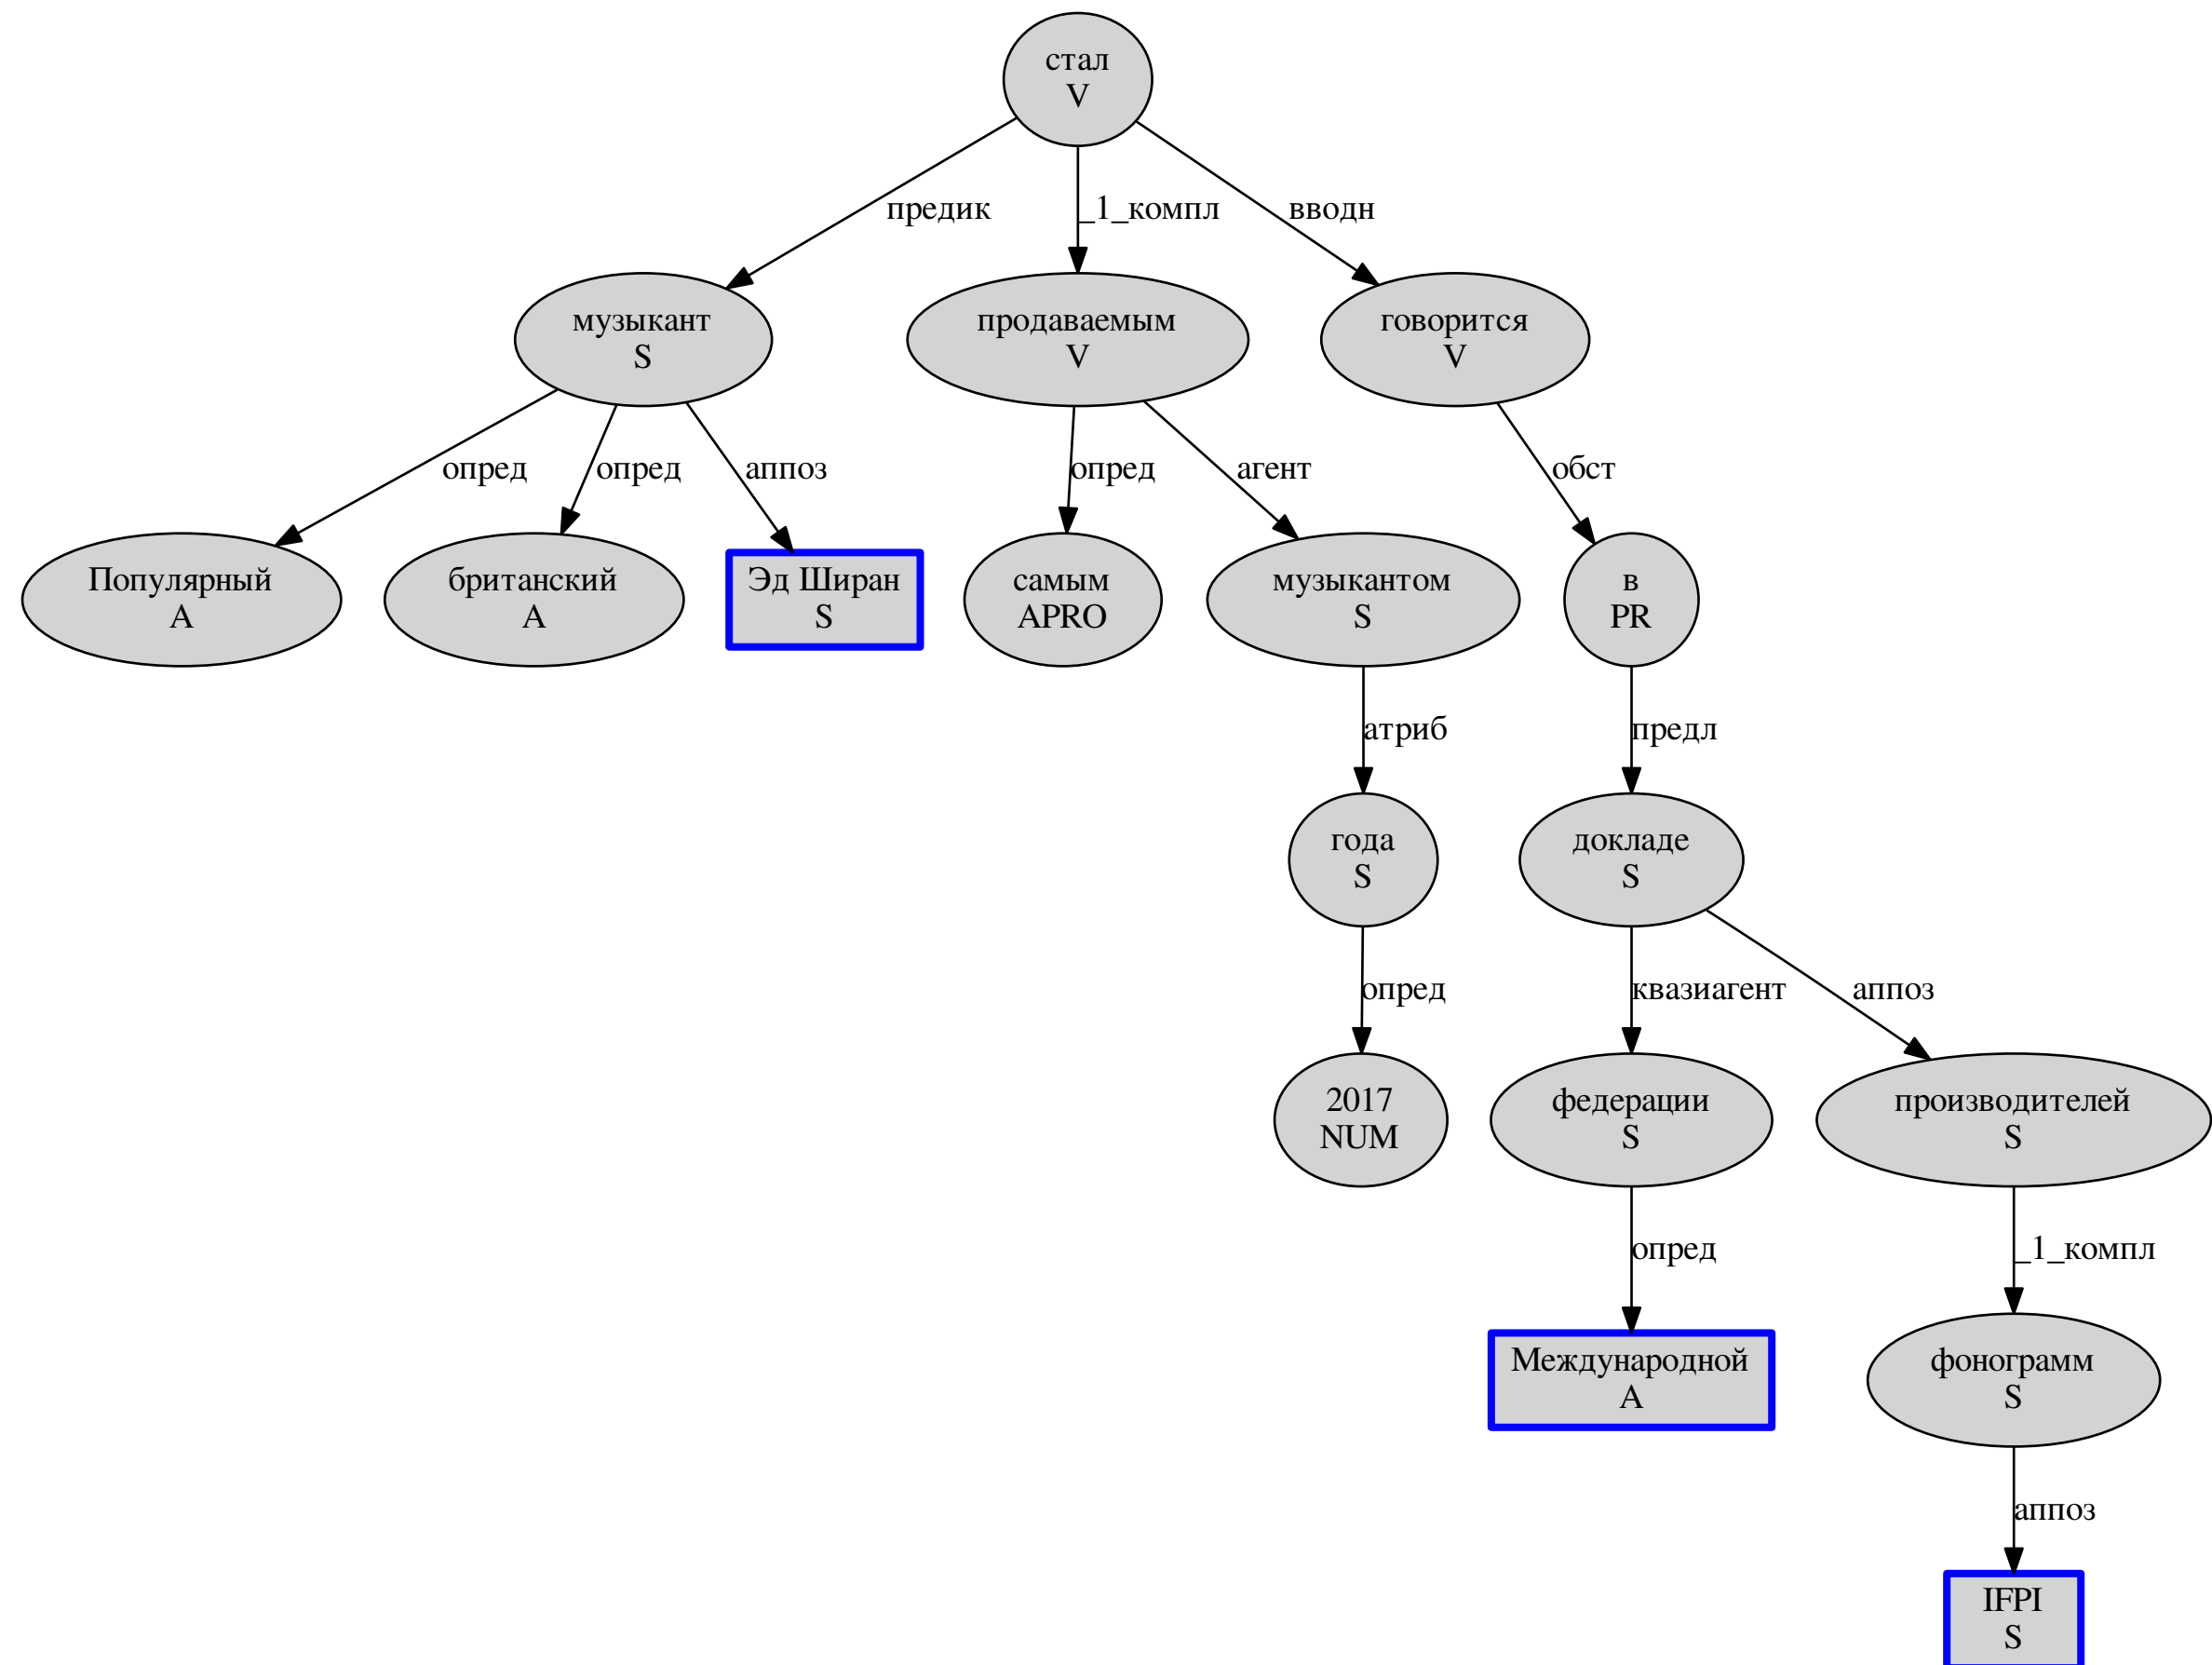 стал
V
предик
_1_компл
вводн
музыкант
S
продаваемым
V
говорится
V
опред
опред
аппоз
опред
агент
обст
Популярный
A
британский
A
Эд Ширан
S
самым
APRO
музыкантом
S
в
PR
атриб
предл
года
S
докладе
S
опред
квазиагент
аппоз
2017
NUM
федерации
S
производителей
S
опред
_1_компл
Международной
A
фонограмм
S
аппоз
IFPI
S